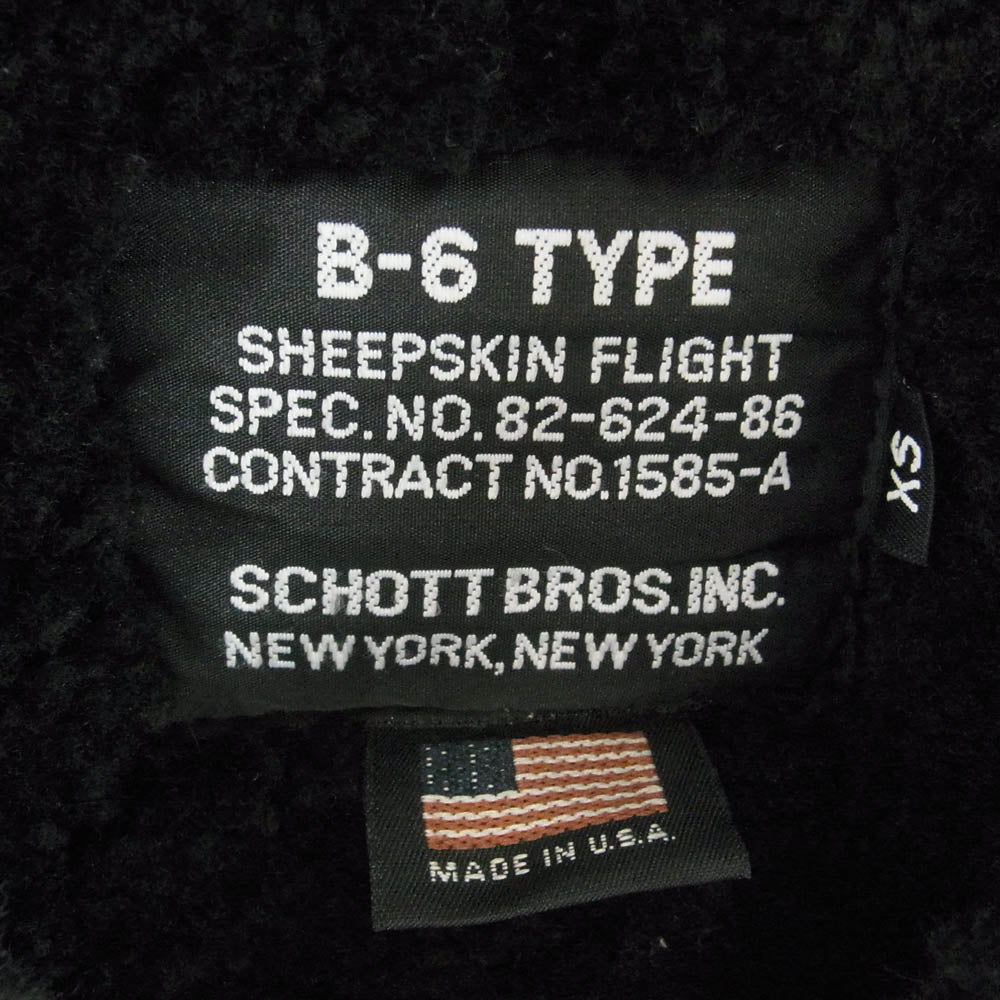 B-6 TYPE
SHEEPSKIN FLIGHT
SPEC. NO. 82-624-86
CONTRACT NO.1585-A
XS
SCHOTT BROS. INC.
NEW YORK, NEW YORK
MADE IN U.S.A.